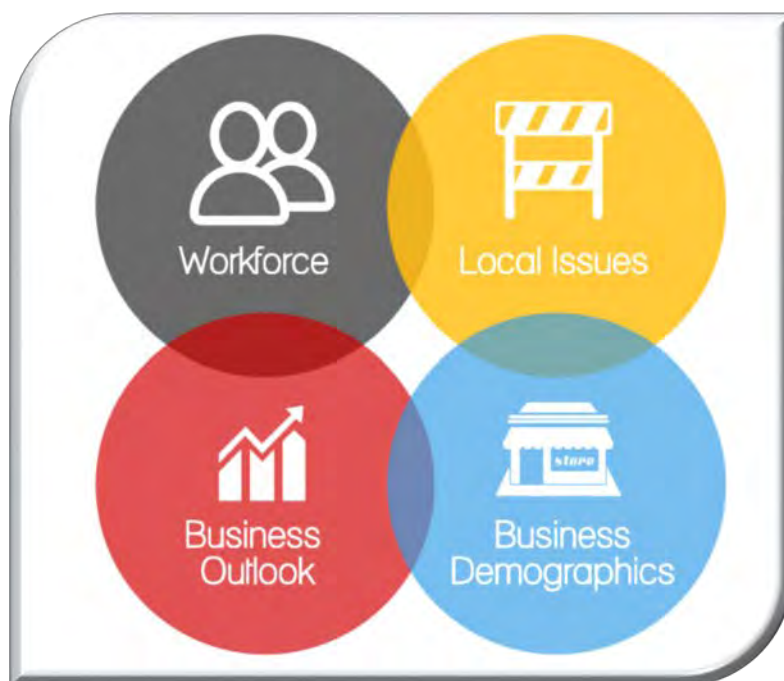 Workforce
Local Issues
store
Business
Outlook
Business
Demographics